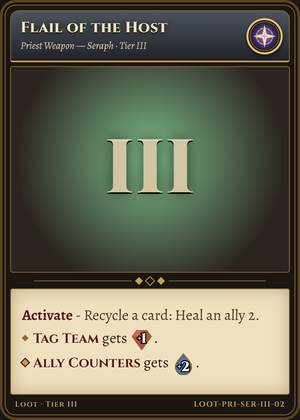 Flail of the Host
Priest Weapon — Seraph · Tier III
III
Activate - Recycle a card: Heal an ally 2.
Tag Team gets +1 .
Ally Counters gets +2 .
Loot · Tier III
LOOT-PRI-SER-III-02